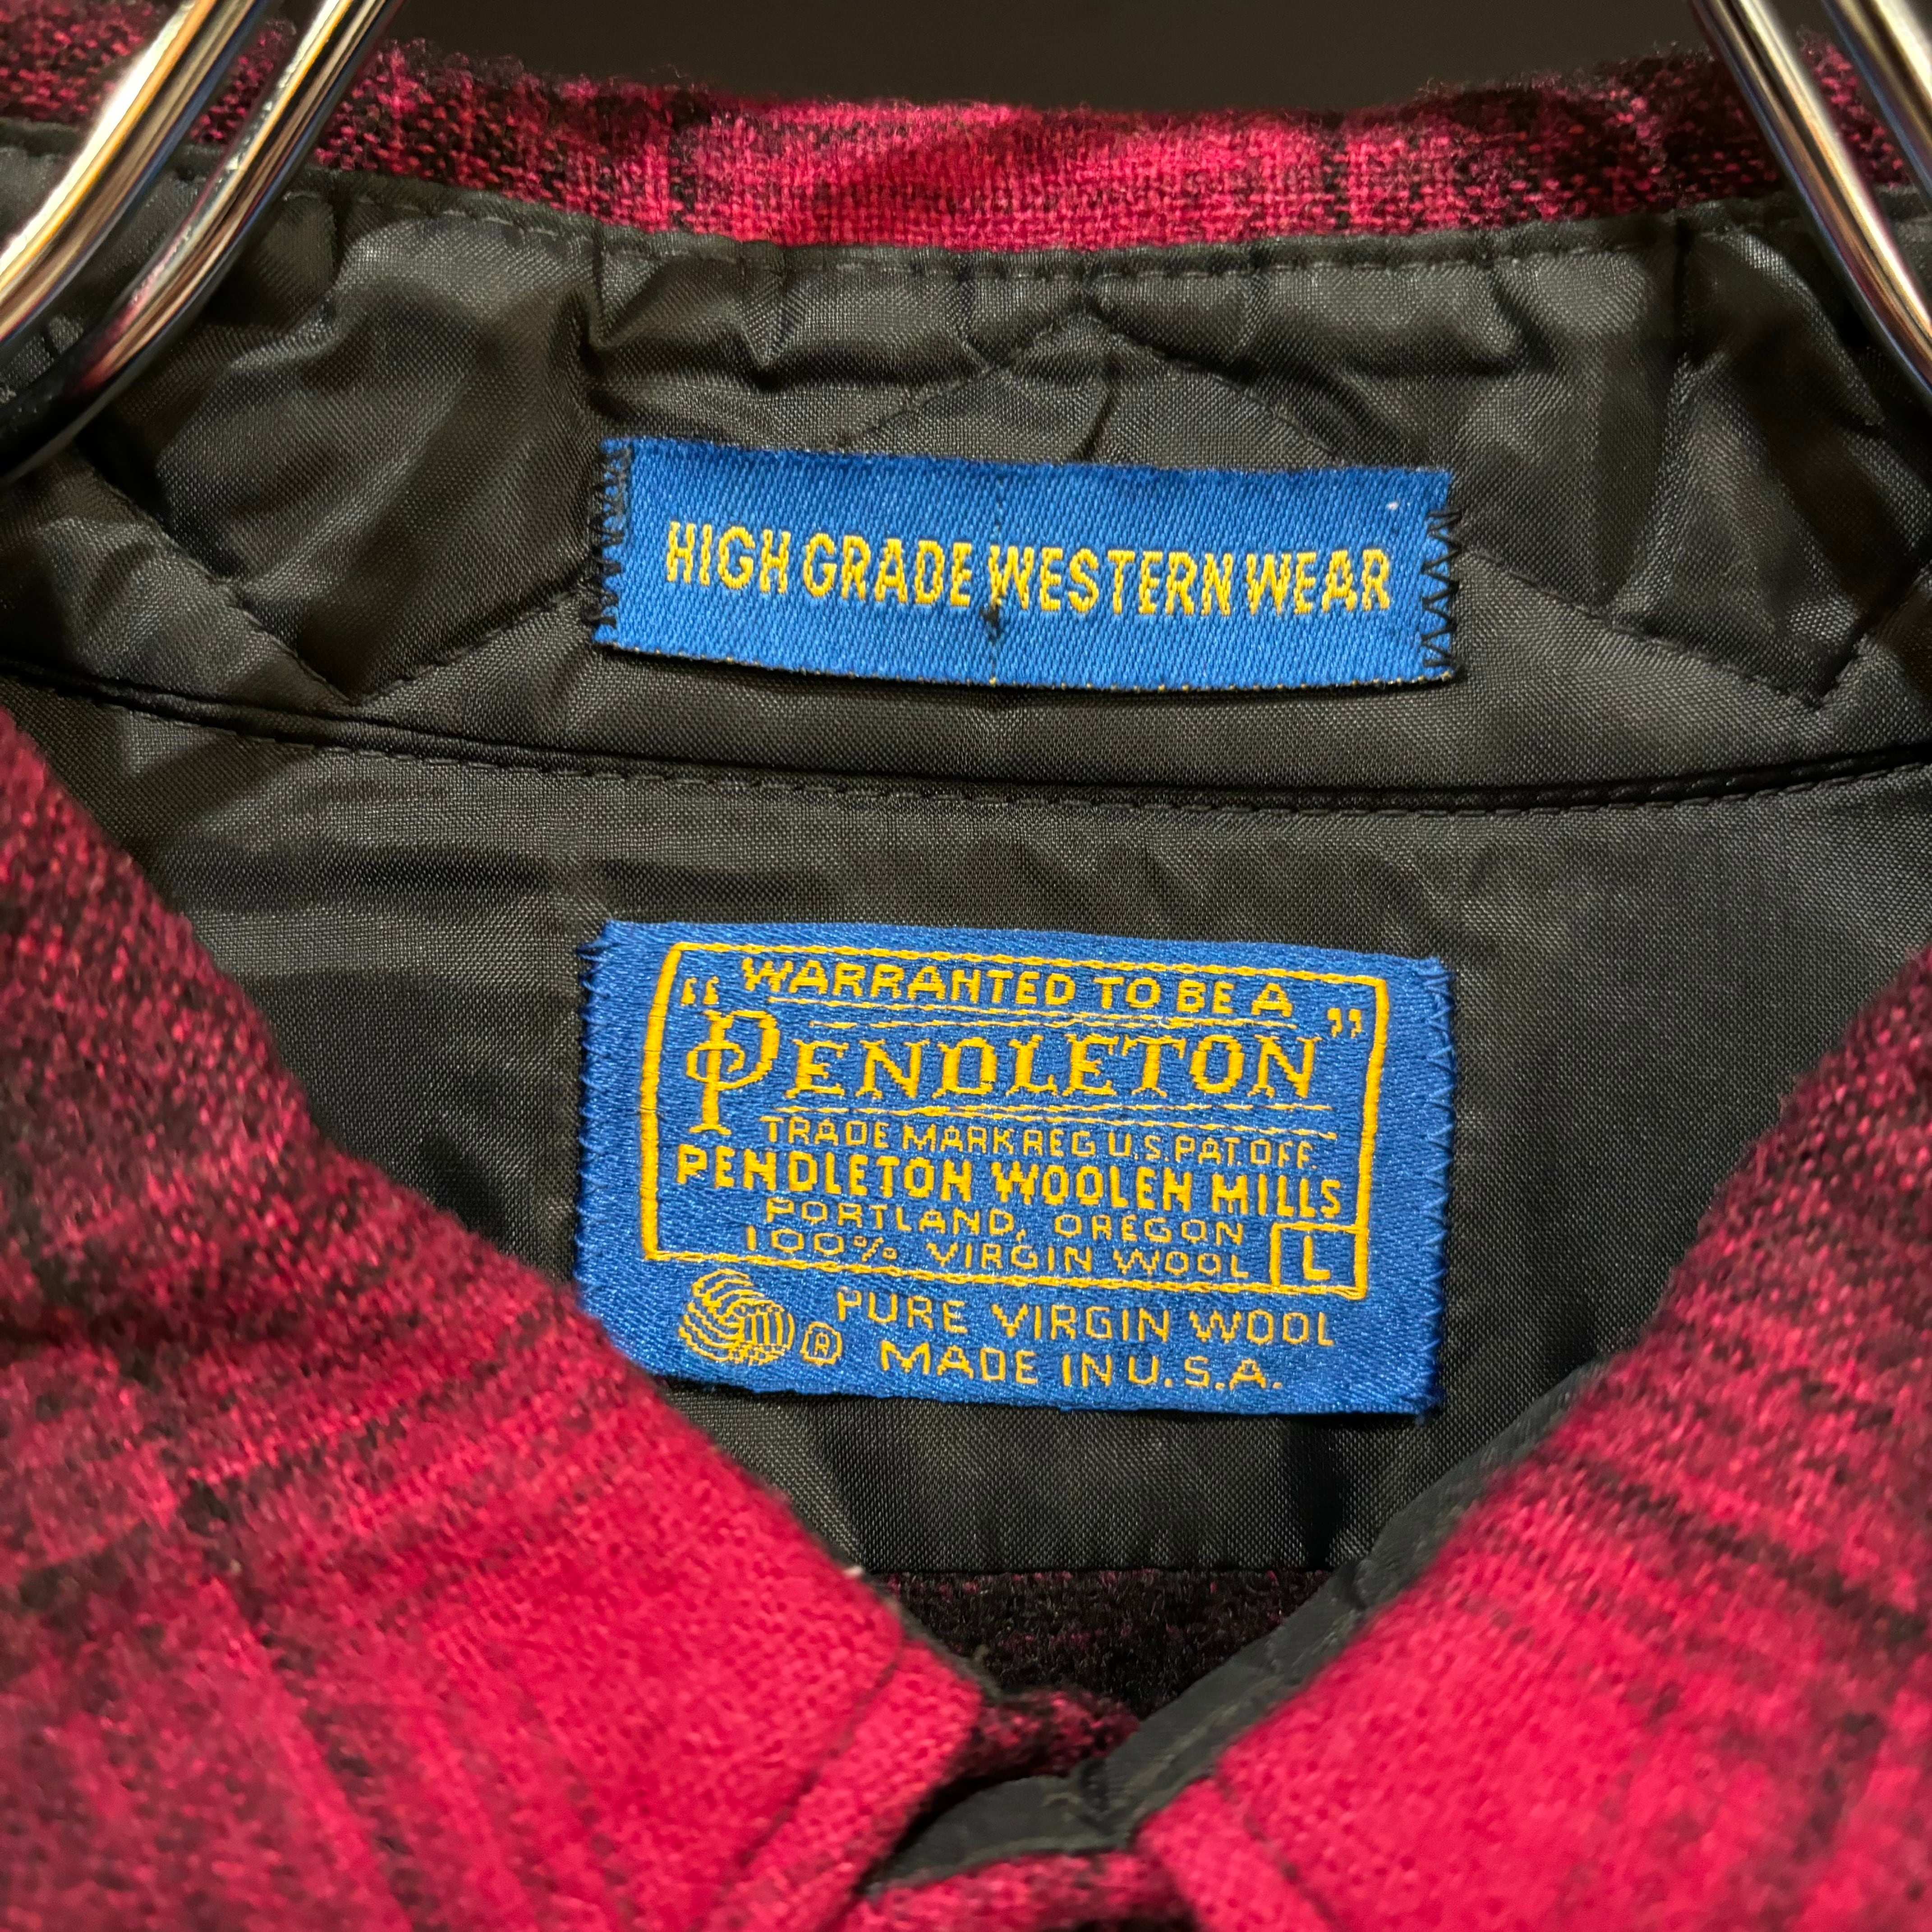 HIGH GRADE WESTERN WEAR
WARRANTED TO BE A
"PENDLETON"
TRADE MARK REG U.S. PAT. OFF.
PENDLETON WOOLEN MILLS
PORTLAND, OREGON
100% VIRGIN WOOL L
PURE VIRGIN WOOL
® MADE IN U.S.A.